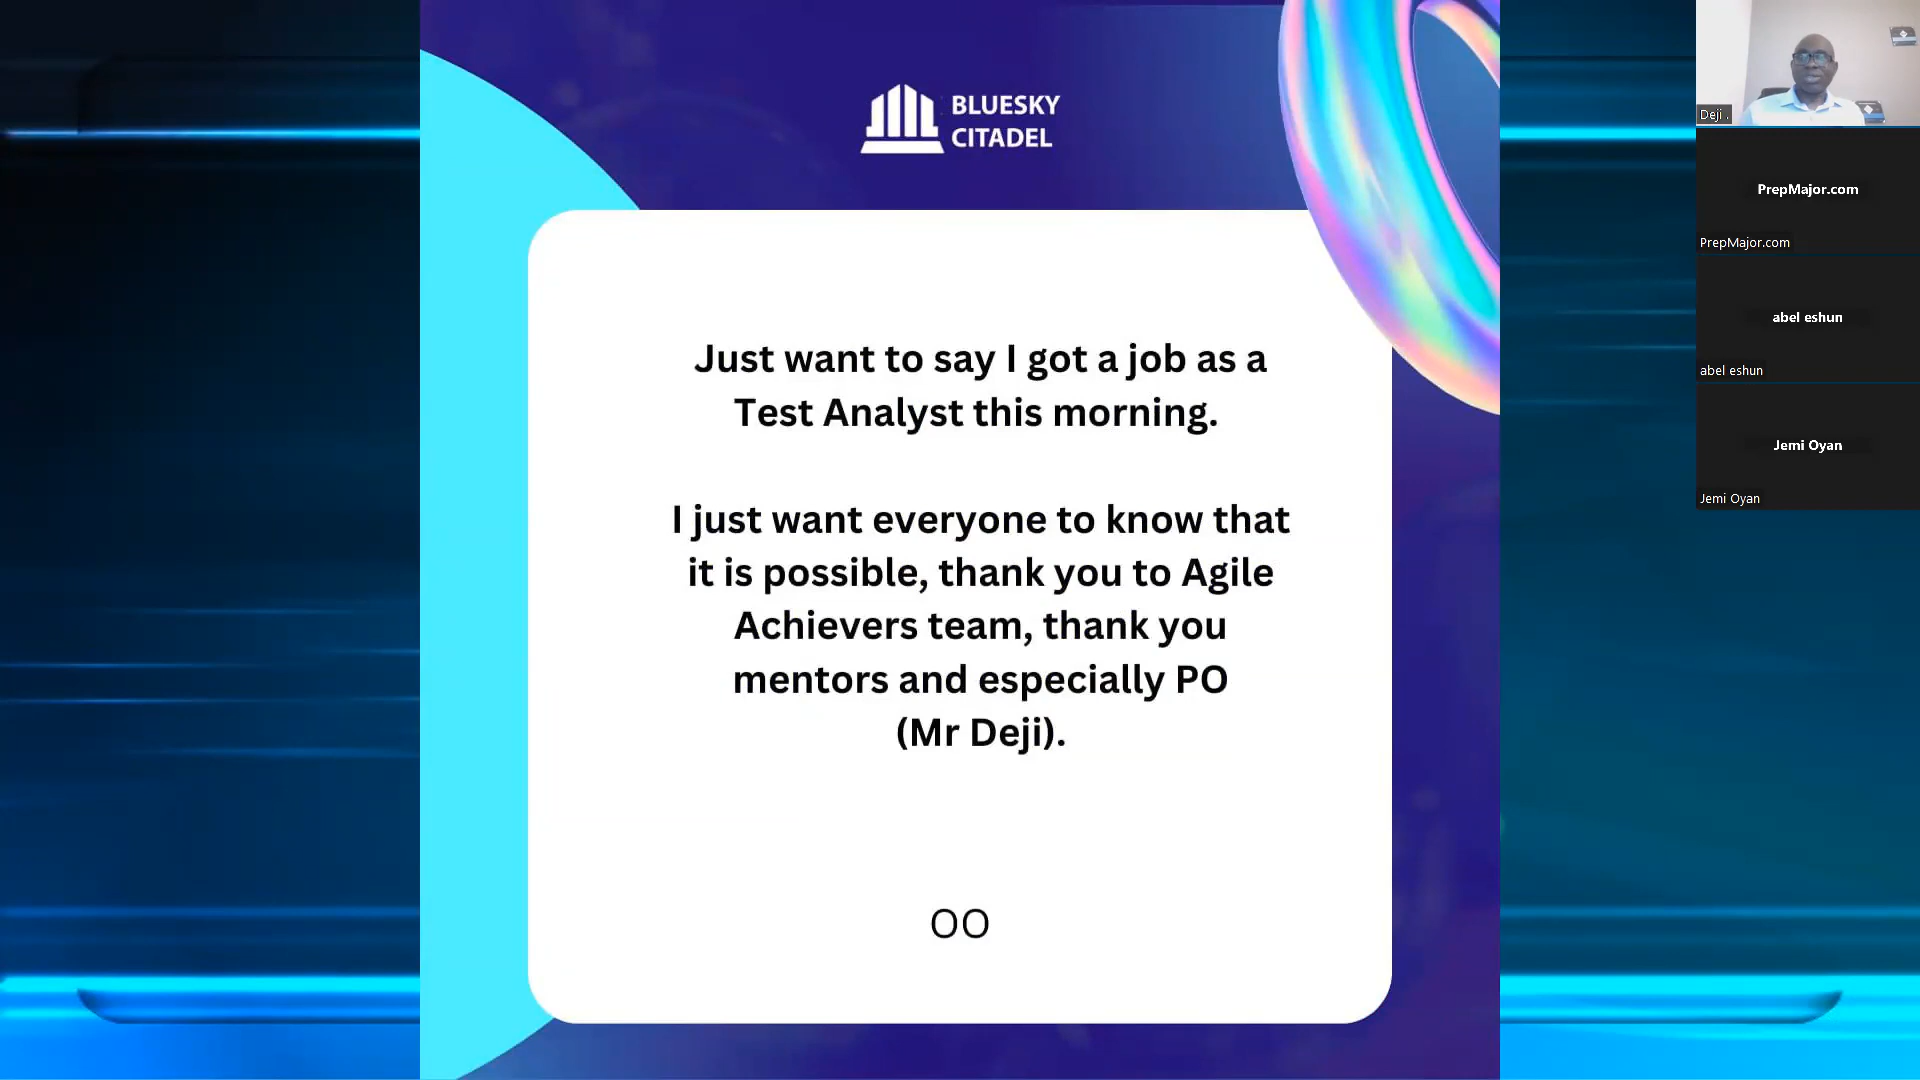 BLUESKY
CITADEL
Just want to say I got a job as a
Test Analyst this morning.
I just want everyone to know that
it is possible, thank you to Agile
Achievers team, thank you
mentors and especially PO
(Mr Deji).
OO
Deji .
PrepMajor.com
PrepMajor.com
abel eshun
abel eshun
Jemi Oyan
Jemi Oyan